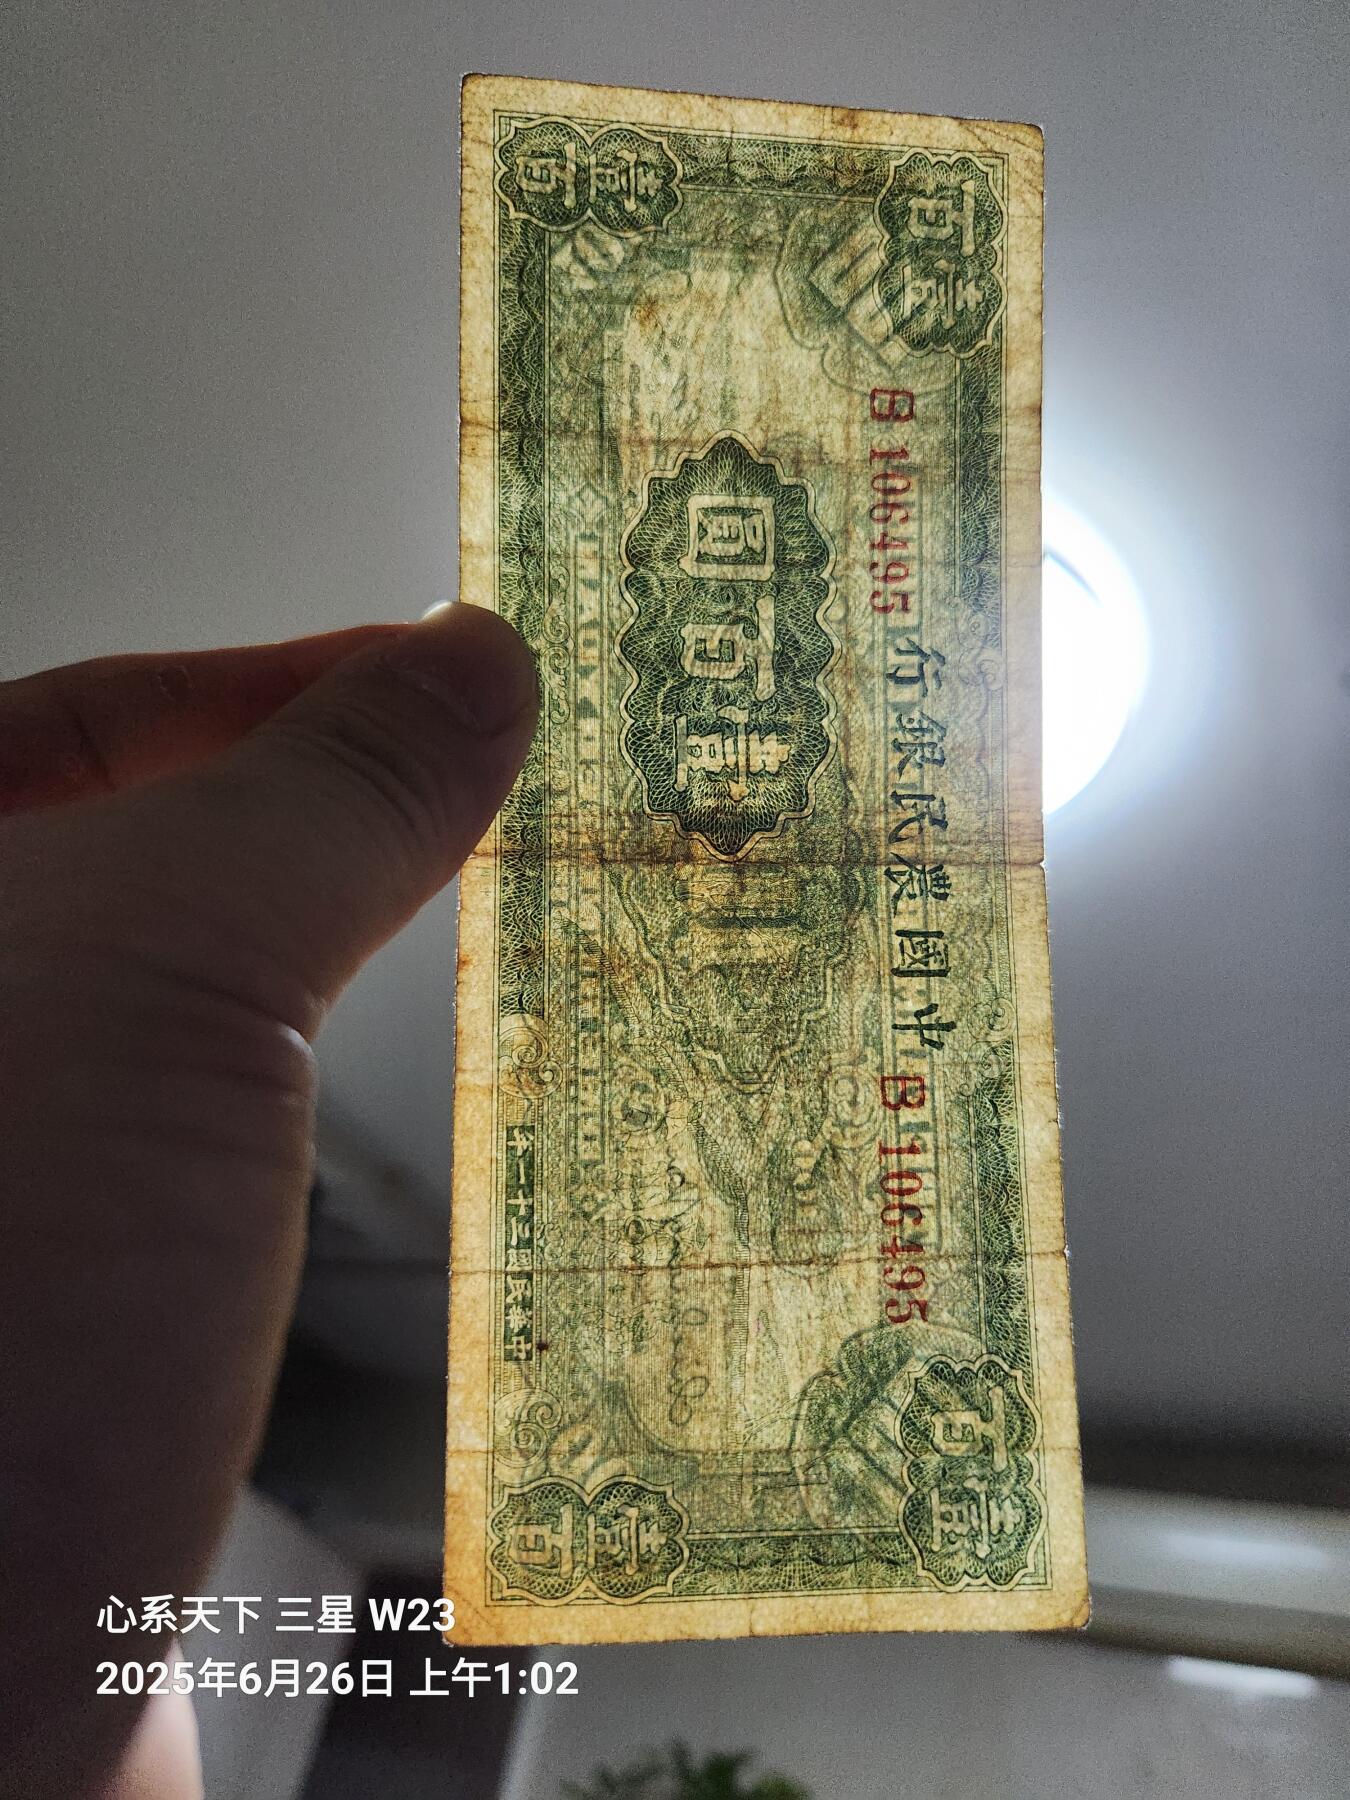 壹百
壹百
B106495
中國農民銀行
B106495
壹百圓
壹百
壹百
中華民國三十一年
心系天下 三星 W23
2025年6月26日 上午1:02